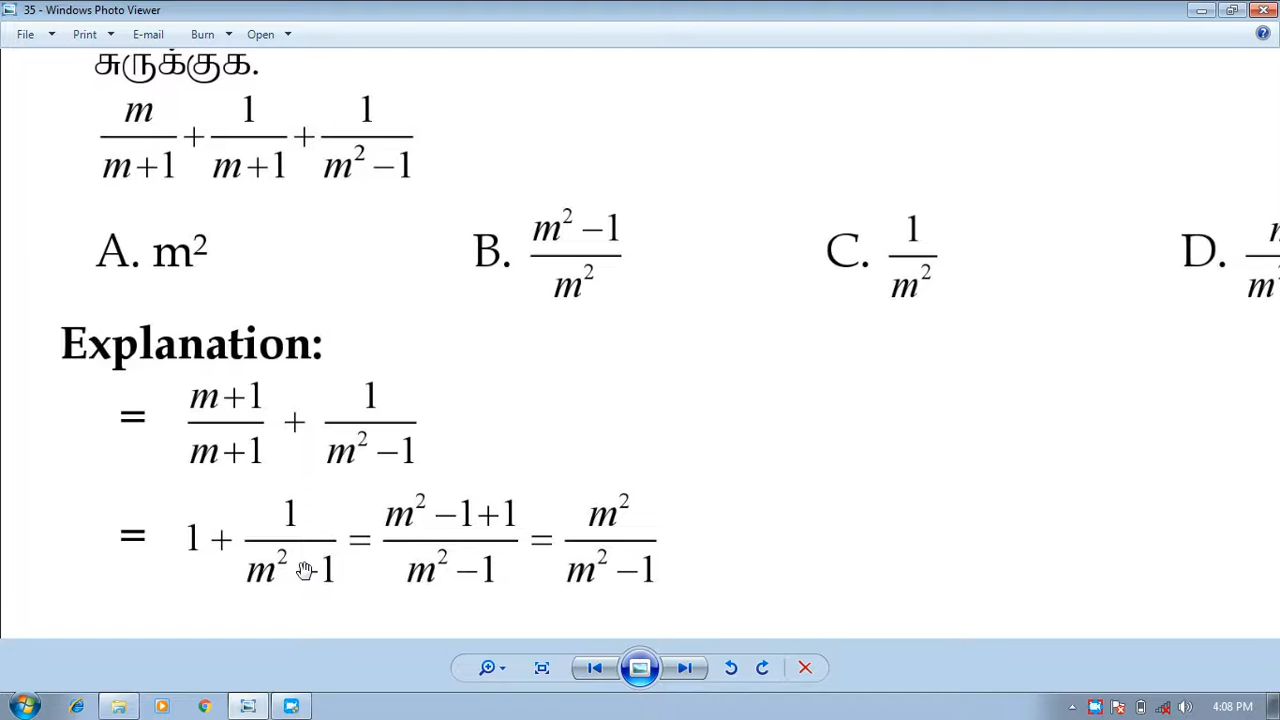 35 - Windows Photo Viewer
File Print E-mail Burn Open
சுருக்குக.
m/(m+1) + 1/(m+1) + 1/(m² −1)
A. m² B. (m² −1)/m² C. 1/m² D.
Explanation:
= (m+1)/(m+1) + 1/(m² −1)
= 1 + 1/(m² −1) = (m² −1+1)/(m² −1) = m²/(m² −1)
4:08 PM